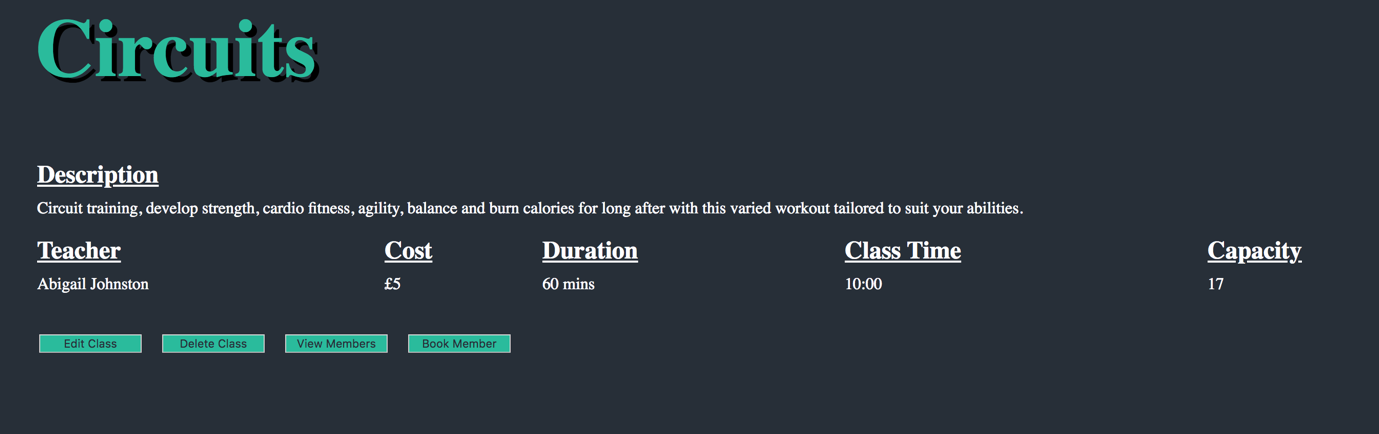 Circuits
Description
Circuit training, develop strength, cardio fitness, agility, balance and burn calories for long after with this varied workout tailored to suit your abilities.
Teacher Cost Duration Class Time Capacity
Abigail Johnston £5 60 mins 10:00 17
Edit Class Delete Class View Members Book Member